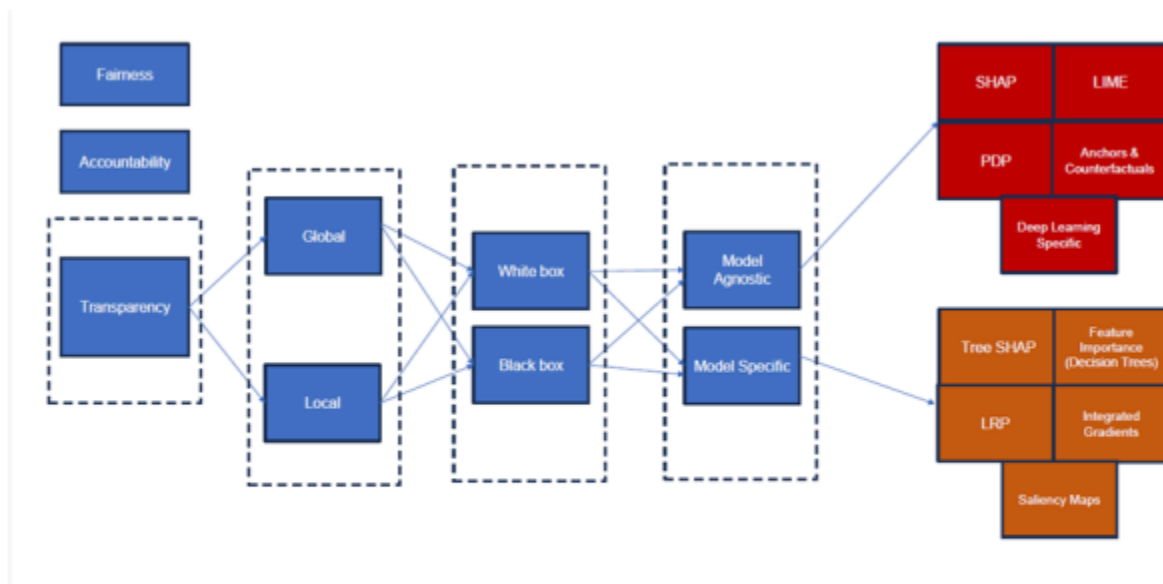 Fairness
Accountability
Transparency
Global
Local
White box
Black box
Model
Agnostic
Model Specific
SHAP
LIME
PDP
Anchors &
Counterfactuals
Deep Learning
Specific
Tree SHAP
Feature
Importance
(Decision Trees)
LRP
Integrated
Gradients
Saliency Maps